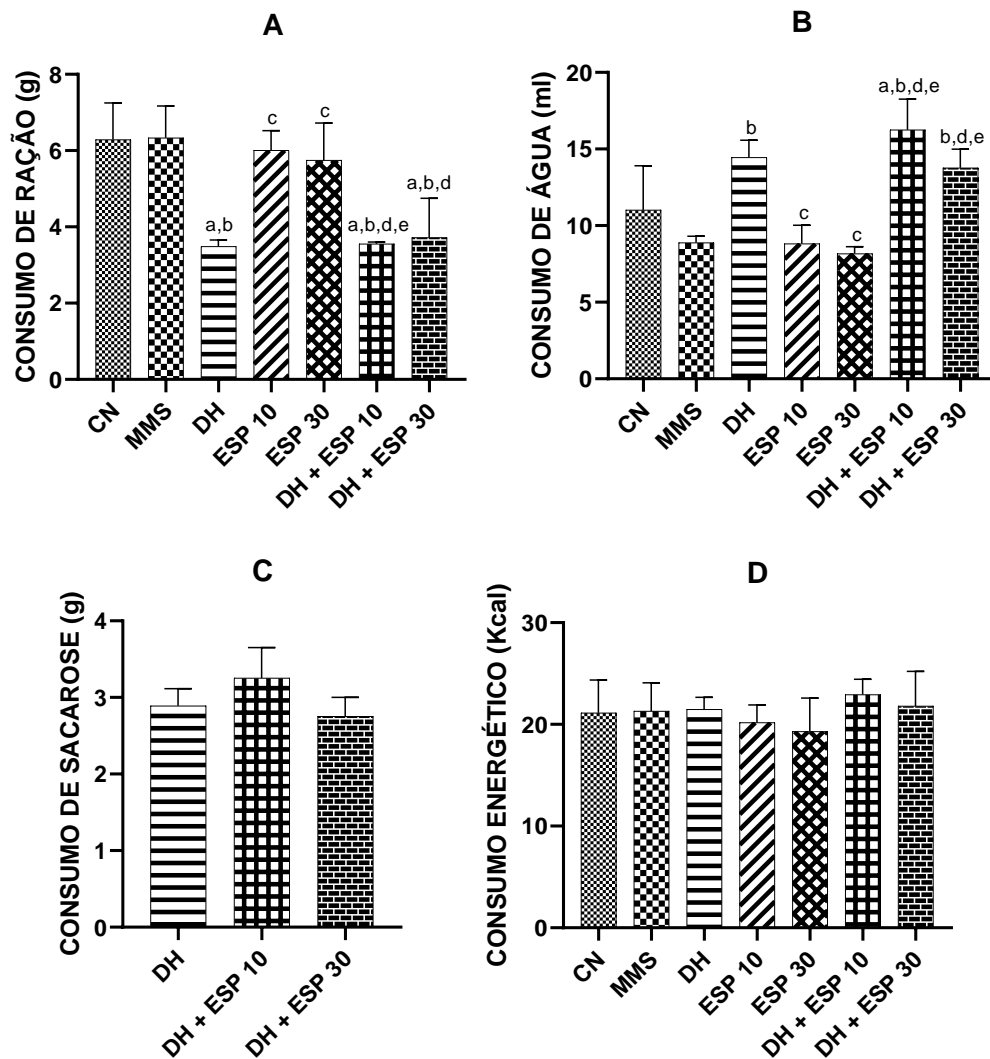 A
CONSUMO DE RAÇÃO (g)
8
6
4
2
0
a,b
c
c
a,b,d,e
a,b,d
CN
MMS
DH
ESP 10
ESP 30
DH + ESP 10
DH + ESP 30
B
CONSUMO DE ÁGUA (ml)
20
15
10
5
0
b
c
c
a,b,d,e
b,d,e
CN
MMS
DH
ESP 10
ESP 30
DH + ESP 10
DH + ESP 30
C
CONSUMO DE SACAROSE (g)
4
3
2
1
0
DH
DH + ESP 10
DH + ESP 30
D
CONSUMO ENERGÉTICO (Kcal)
30
20
10
0
CN
MMS
DH
ESP 10
ESP 30
DH + ESP 10
DH + ESP 30